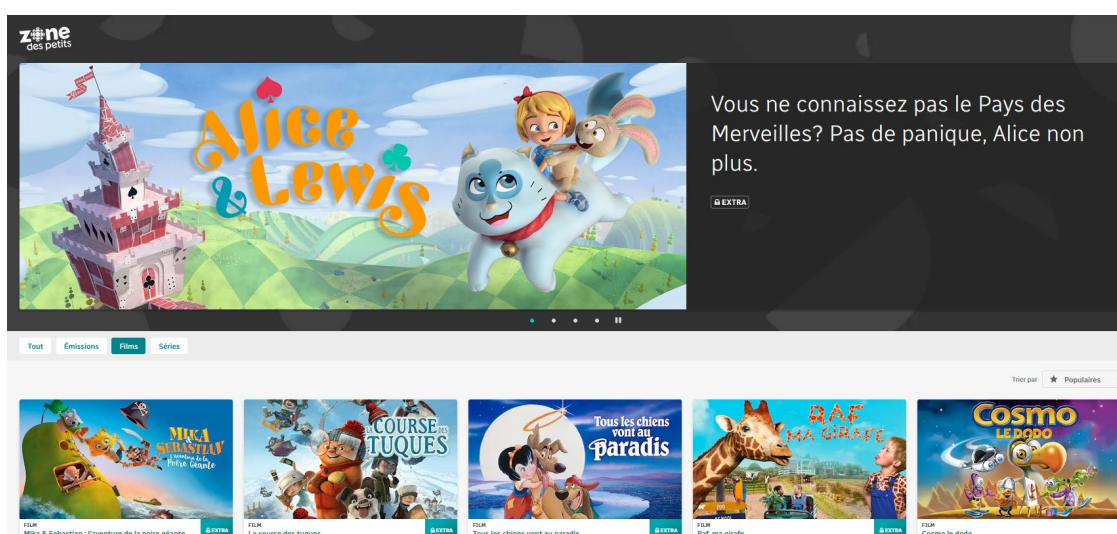 zone
des petits
Alice
& Lewis
Vous ne connaissez pas le Pays des
Merveilles? Pas de panique, Alice non
plus.
EXTRA
Tout Émissions Films Séries
Trier par ★ Populaires
MIKA
& SEBASTIAN
l'aventure de la
Poire Géante
LA COURSE DES
TUQUES
Tous les chiens
vont au
Paradis
RAF
MA GIRAFE
ZOO
SCHOOL
COSMO
LE DODO
FILM
Mika & Sebastian : l'aventure de la poire géante
EXTRA
FILM
La course des tuques
EXTRA
FILM
Tous les chiens vont au paradis
EXTRA
FILM
Raf, ma girafe
EXTRA
FILM
Cosmo le dodo